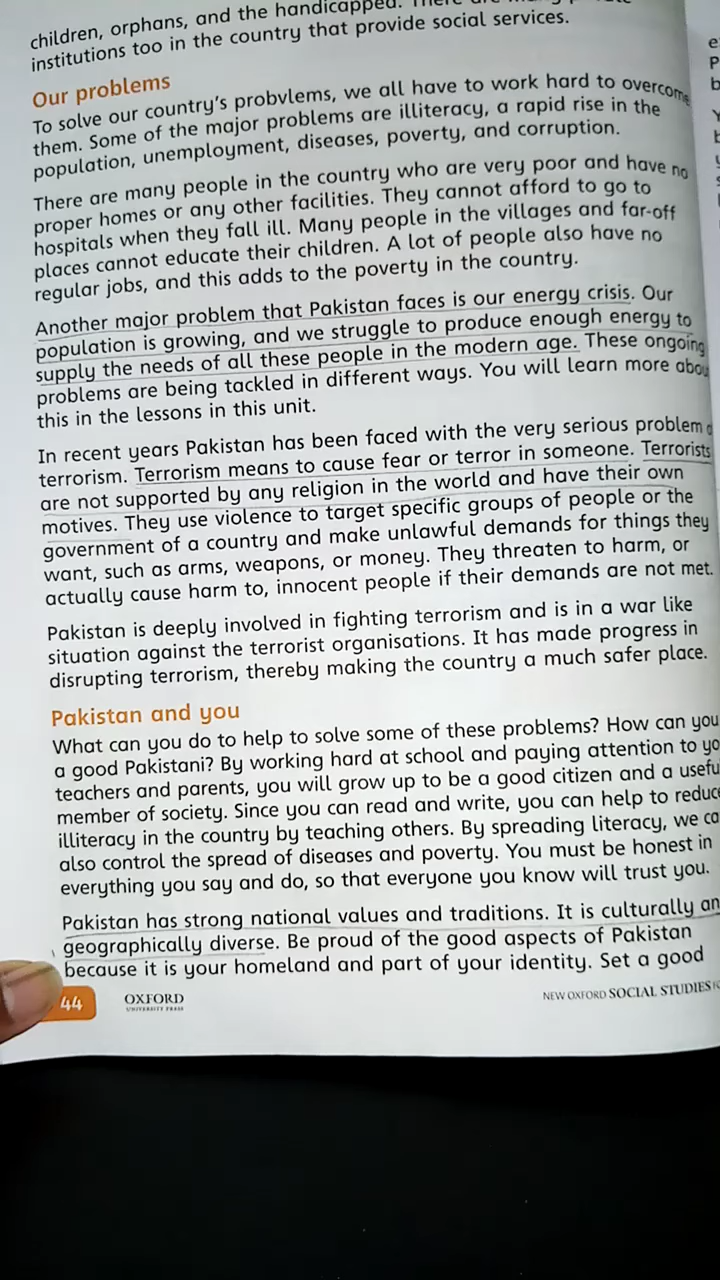 children, orphans, and the handicapped. There are
institutions too in the country that provide social services.
Our problems
To solve our country's probvlems, we all have to work hard to overcome
them. Some of the major problems are illiteracy, a rapid rise in the
population, unemployment, diseases, poverty, and corruption.
There are many people in the country who are very poor and have no
proper homes or any other facilities. They cannot afford to go to
hospitals when they fall ill. Many people in the villages and far-off
places cannot educate their children. A lot of people also have no
regular jobs, and this adds to the poverty in the country.
Another major problem that Pakistan faces is our energy crisis. Our
population is growing, and we struggle to produce enough energy to
supply the needs of all these people in the modern age. These ongoing
problems are being tackled in different ways. You will learn more abou
this in the lessons in this unit.
In recent years Pakistan has been faced with the very serious problem
terrorism. Terrorism means to cause fear or terror in someone. Terrorists
are not supported by any religion in the world and have their own
motives. They use violence to target specific groups of people or the
government of a country and make unlawful demands for things they
want, such as arms, weapons, or money. They threaten to harm, or
actually cause harm to, innocent people if their demands are not met.
Pakistan is deeply involved in fighting terrorism and is in a war like
situation against the terrorist organisations. It has made progress in
disrupting terrorism, thereby making the country a much safer place.
Pakistan and you
What can you do to help to solve some of these problems? How can you
a good Pakistani? By working hard at school and paying attention to yo
teachers and parents, you will grow up to be a good citizen and a usefu
member of society. Since you can read and write, you can help to reduce
illiteracy in the country by teaching others. By spreading literacy, we ca
also control the spread of diseases and poverty. You must be honest in
everything you say and do, so that everyone you know will trust you.
Pakistan has strong national values and traditions. It is culturally an
geographically diverse. Be proud of the good aspects of Pakistan
because it is your homeland and part of your identity. Set a good
44
OXFORD
UNIVERSITY PRESS
NEW OXFORD SOCIAL STUDIES